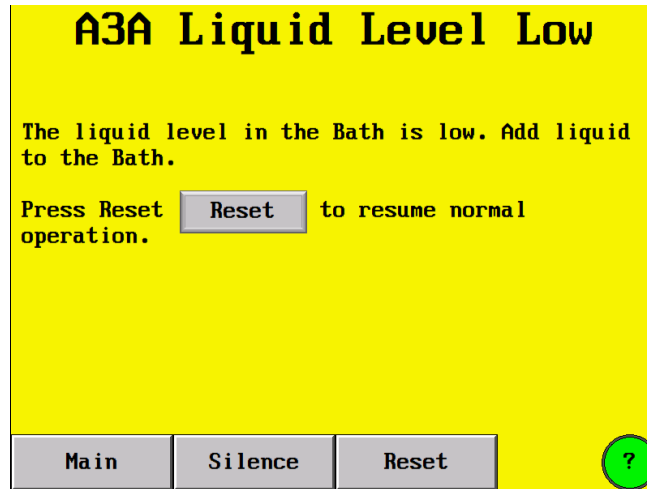 A3A Liquid Level Low
The liquid level in the Bath is low. Add liquid
to the Bath.
Press Reset Reset to resume normal
operation.
Main Silence Reset ?